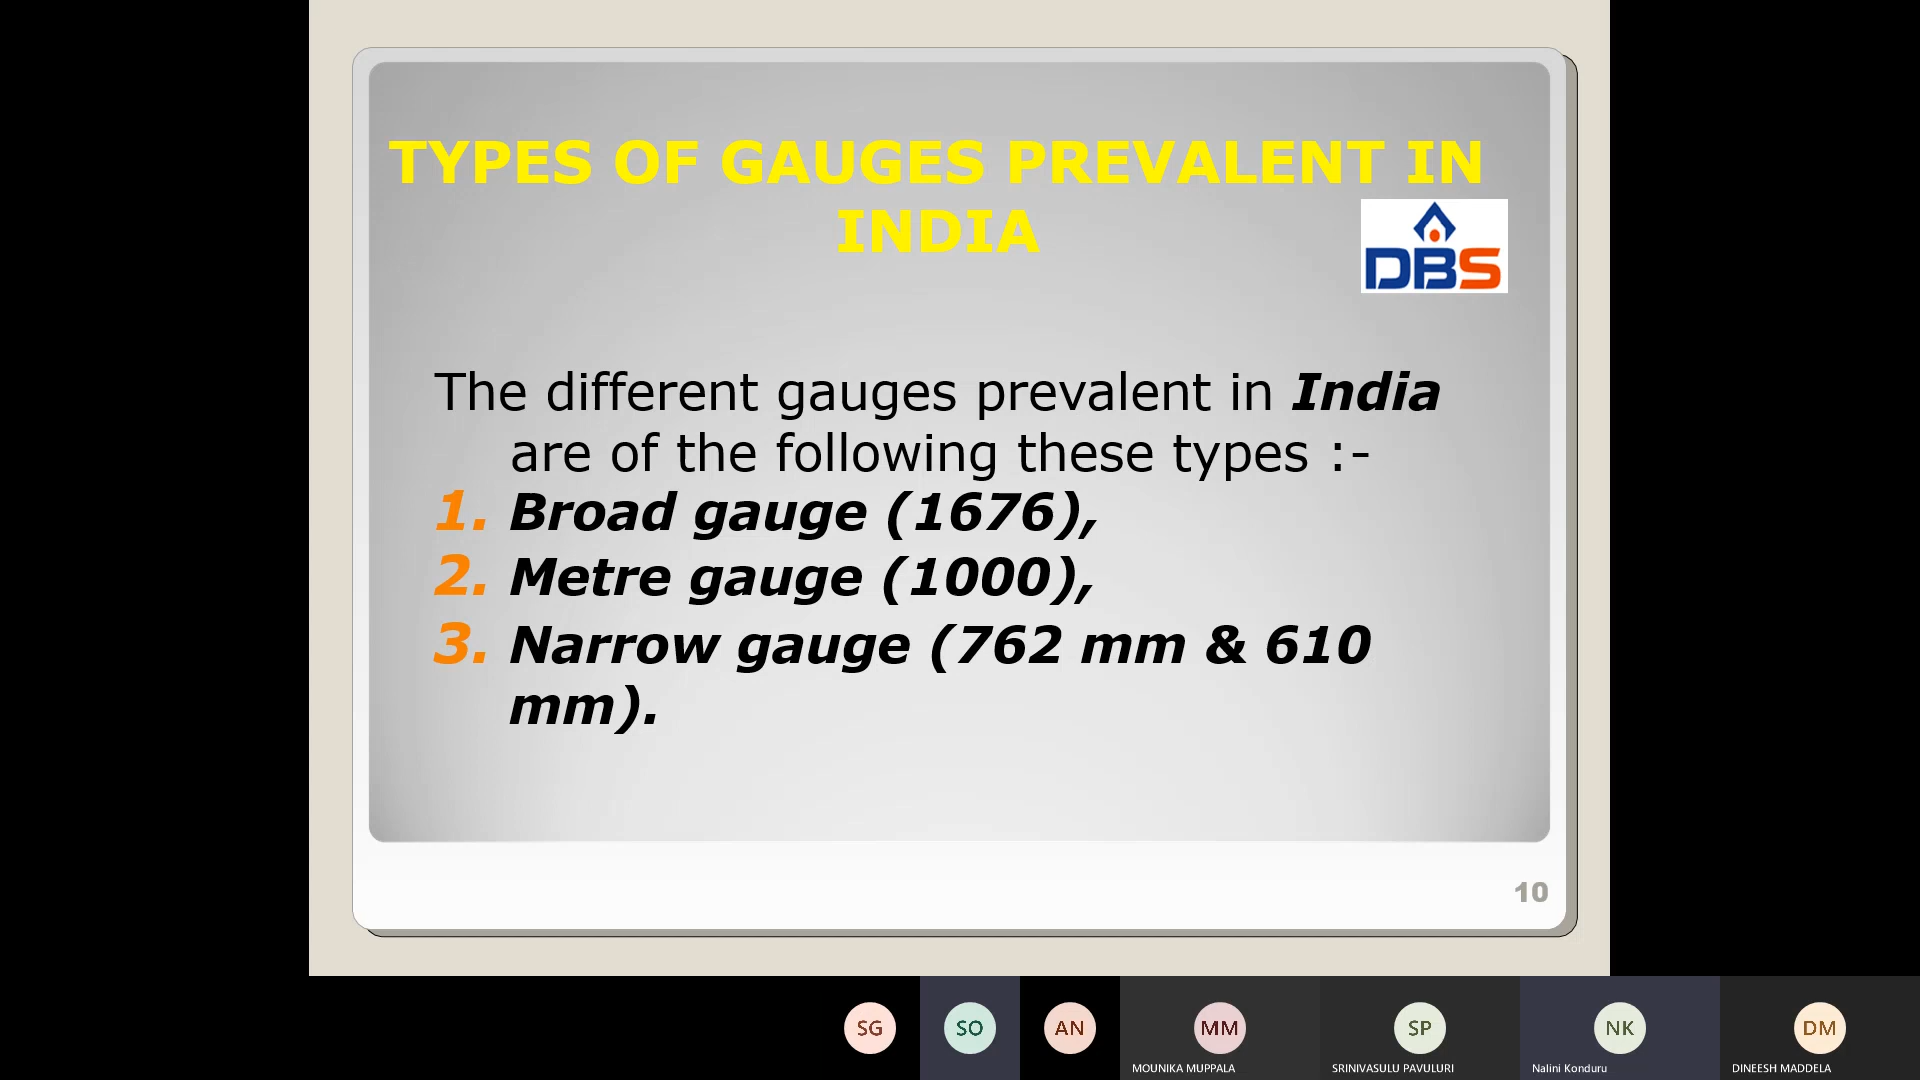 TYPES OF GAUGES PREVALENT IN
INDIA
DBS
The different gauges prevalent in India
are of the following these types :-
1. Broad gauge (1676),
2. Metre gauge (1000),
3. Narrow gauge (762 mm & 610
mm).
10
SG SO AN MM SP NK DM
MOUNIKA MUPPALA SRINIVASULU PAVULURI Nalini Konduru DINEESH MADDELA